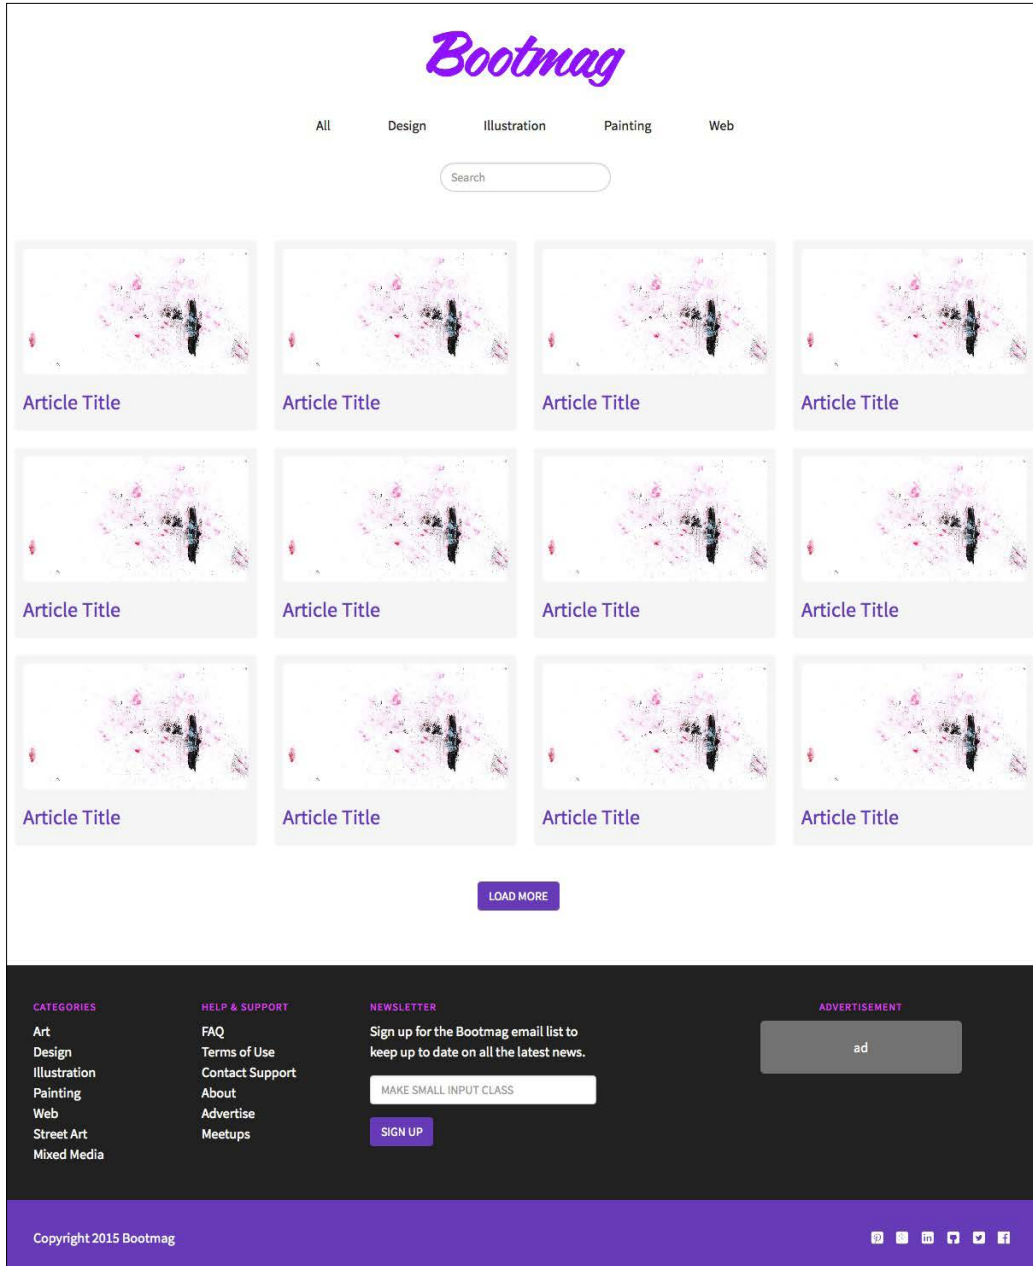 Bootmag
All Design Illustration Painting Web
Search
Article Title Article Title Article Title Article Title
Article Title Article Title Article Title Article Title
Article Title Article Title Article Title Article Title
LOAD MORE
CATEGORIES
Art
Design
Illustration
Painting
Web
Street Art
Mixed Media
HELP & SUPPORT
FAQ
Terms of Use
Contact Support
About
Advertise
Meetups
NEWSLETTER
Sign up for the Bootmag email list to
keep up to date on all the latest news.
MAKE SMALL INPUT CLASS
SIGN UP
ADVERTISEMENT
ad
Copyright 2015 Bootmag